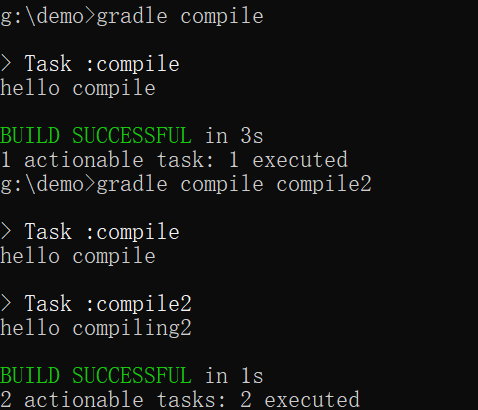 g:\demo>gradle compile
> Task :compile
hello compile
BUILD SUCCESSFUL in 3s
1 actionable task: 1 executed
g:\demo>gradle compile compile2
> Task :compile
hello compile
> Task :compile2
hello compiling2
BUILD SUCCESSFUL in 1s
2 actionable tasks: 2 executed